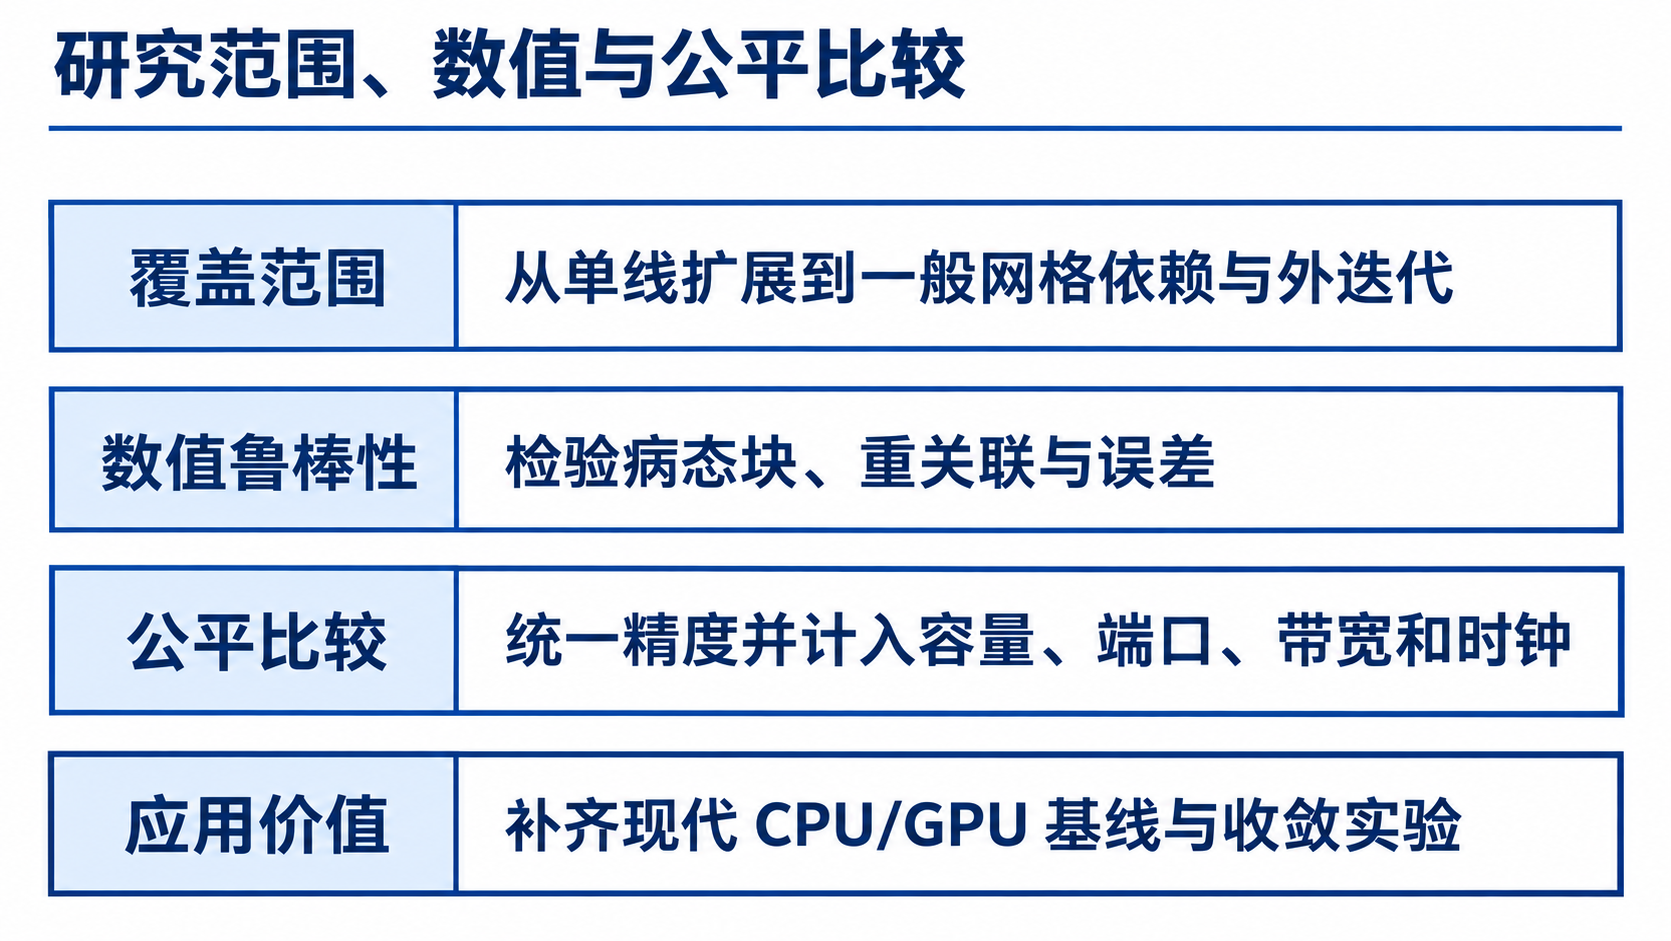 研究范围、数值与公平比较
覆盖范围
从单线扩展到一般网格依赖与外迭代
数值鲁棒性
检验病态块、重关联与误差
公平比较
统一精度并计入容量、端口、带宽和时钟
应用价值
补齐现代 CPU/GPU 基线与收敛实验